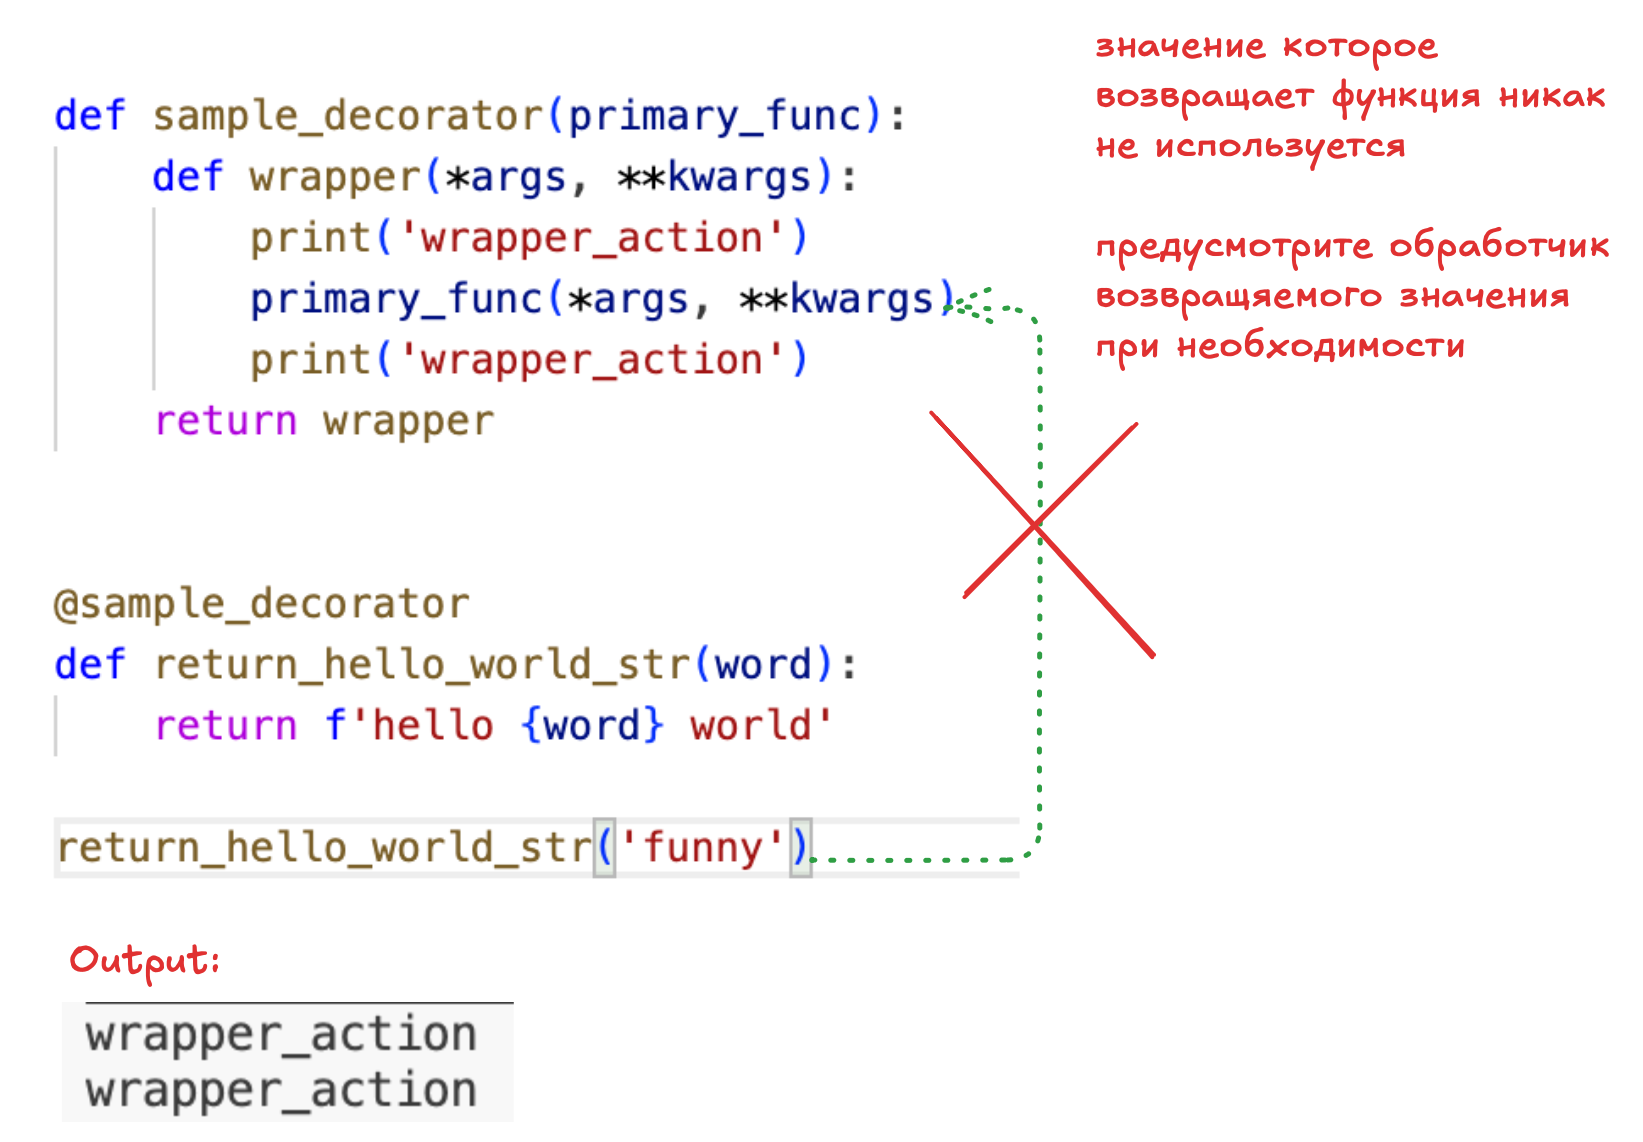 значение которое
возвращает функция никак
не используется
предусмотрите обработчик
возвращяемого значения
при необходимости
def sample_decorator(primary_func):
def wrapper(*args, **kwargs):
print('wrapper_action')
primary_func(*args, **kwargs)
print('wrapper_action')
return wrapper
@sample_decorator
def return_hello_world_str(word):
return f'hello {word} world'
return_hello_world_str('funny')
Output:
wrapper_action
wrapper_action